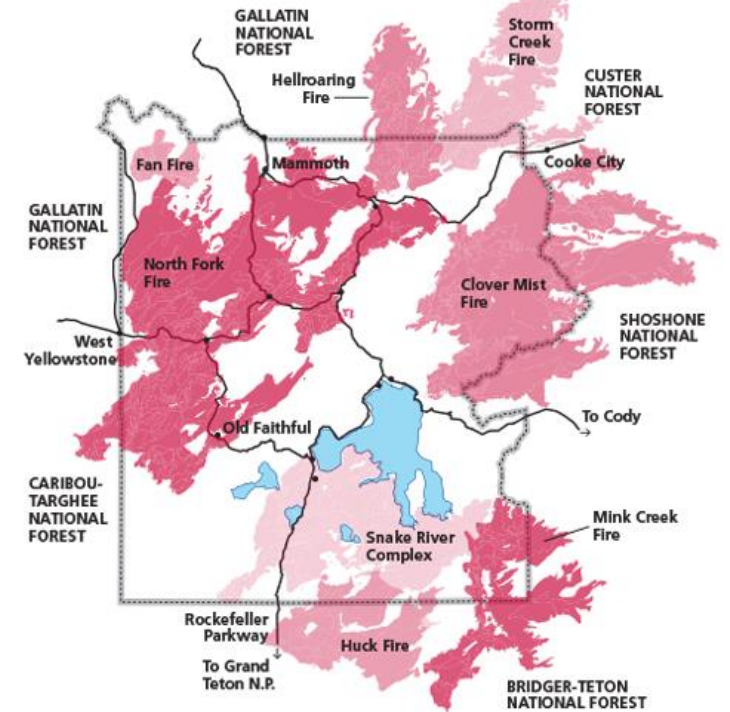 GALLATIN
NATIONAL
FOREST
Storm
Creek
Fire
Hellroaring
Fire
CUSTER
NATIONAL
FOREST
Fan Fire
Mammoth
Cooke City
GALLATIN
NATIONAL
FOREST
North Fork
Fire
Clover Mist
Fire
SHOSHONE
NATIONAL
FOREST
West
Yellowstone
Old Faithful
To Cody
CARIBOU-
TARGHEE
NATIONAL
FOREST
Mink Creek
Fire
Snake River
Complex
Rockefeller
Parkway
Huck Fire
To Grand
Teton N.P.
BRIDGER-TETON
NATIONAL FOREST